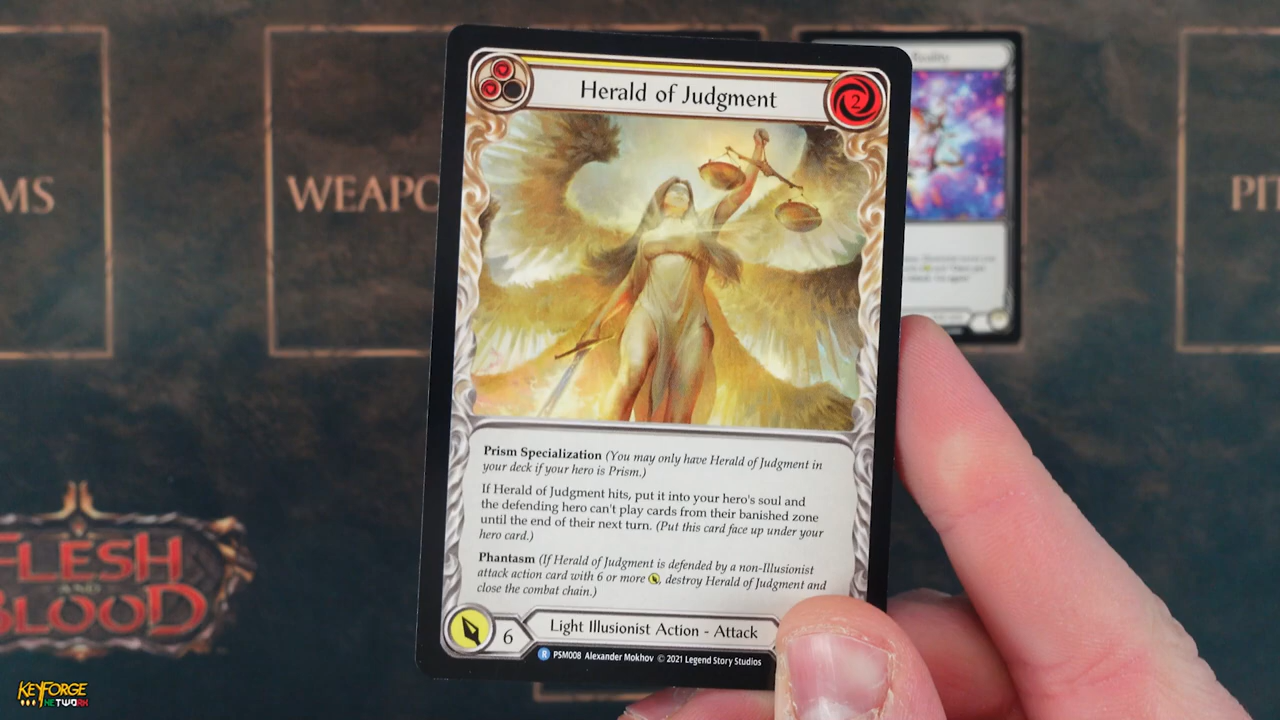 Herald of Judgment
2
MS
WEAPO
PIT
Prism Specialization (You may only have Herald of Judgment in
your deck if your hero is Prism.)
If Herald of Judgment hits, put it into your hero's soul and
the defending hero can't play cards from their banished zone
until the end of their next turn. (Put this card face up under your
hero card.)
Phantasm (If Herald of Judgment is defended by a non-Illusionist
attack action card with 6 or more , destroy Herald of Judgment and
close the combat chain.)
6
Light Illusionist Action - Attack
R PSM008 Alexander Mokhov © 2021 Legend Story Studios
FLESH
AND
BLOOD
KEYFORGE
NETWORK